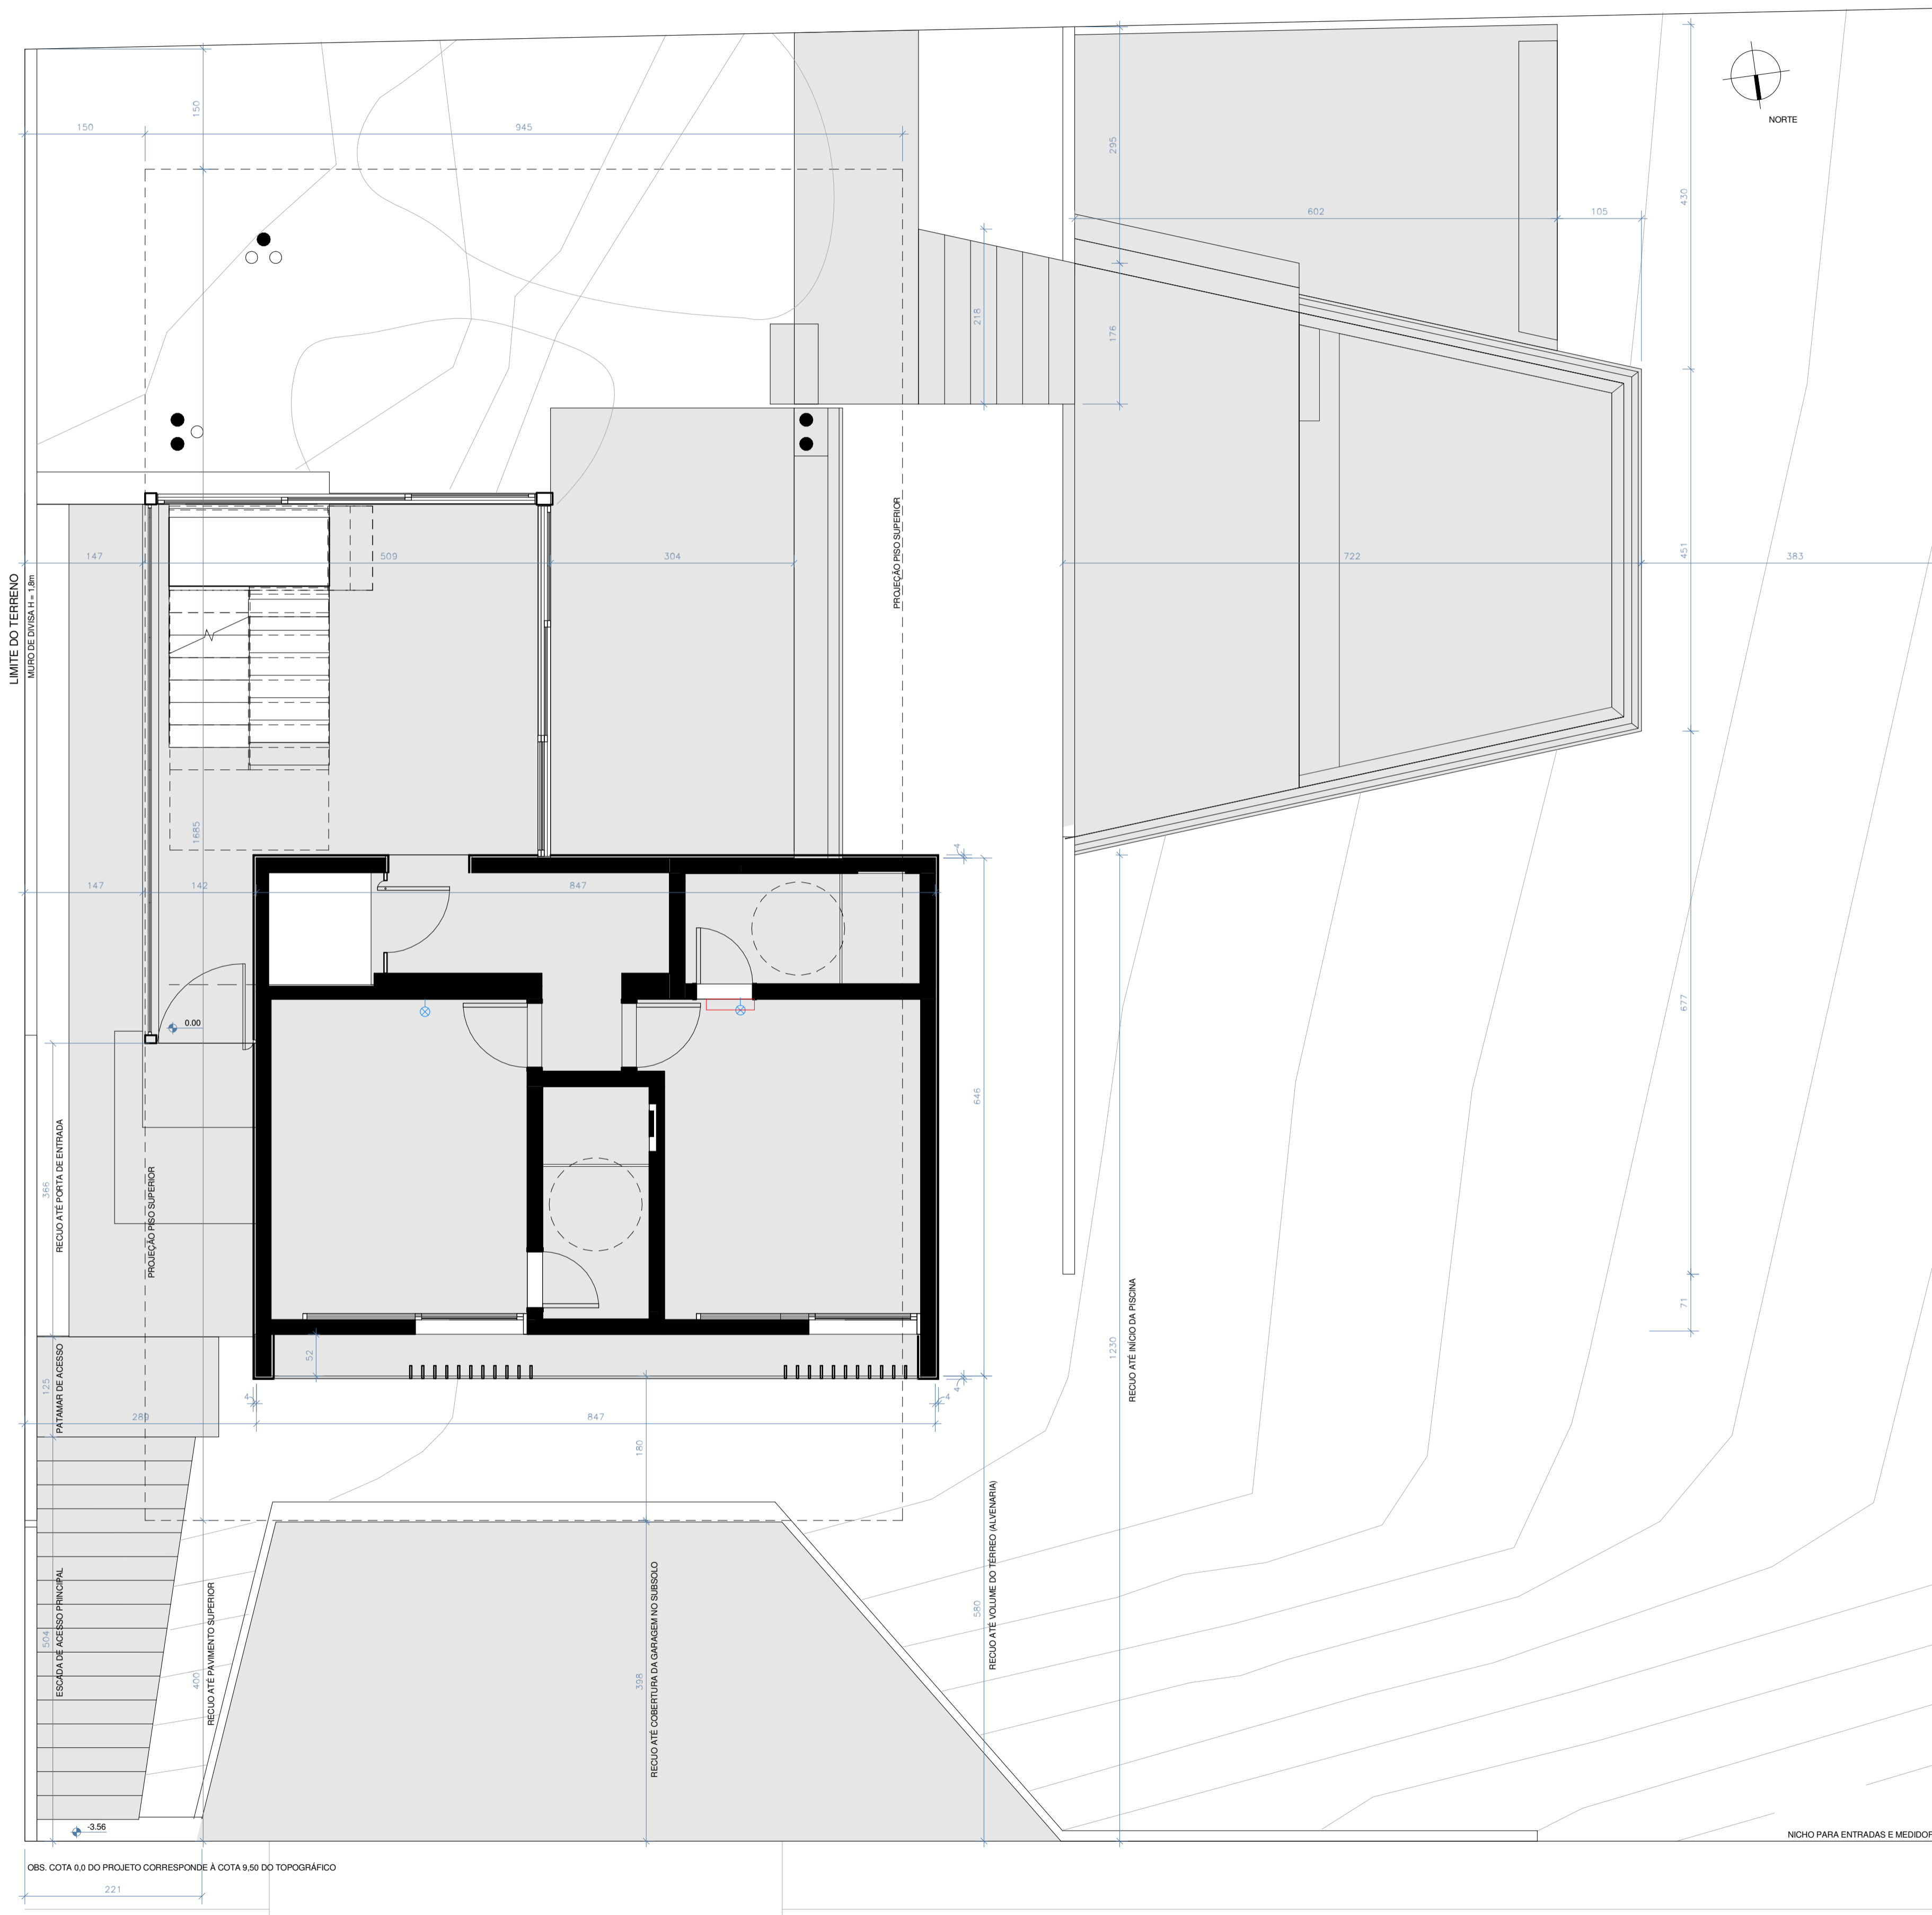 NORTE
150
945
150
295
602
105
430
218
176
PROJEÇÃO PISO SUPERIOR
147
509
304
722
451
383
LIMITE DO TERRENO
MURO DE DIVISA H = 1.8m
1685
4
147
142
847
0.00
677
646
RECUO ATÉ PORTA DE ENTRADA
366
PROJEÇÃO PISO SUPERIOR
71
1230
RECUO ATÉ INÍCIO DA PISCINA
52
125
PATAMAR DE ACESSO
4
4
4
289
847
180
RECUO ATÉ VOLUME DO TÉRREO (ALVENARIA)
580
504
ESCADA DE ACESSO PRINCIPAL
400
RECUO ATÉ PAVIMENTO SUPERIOR
398
RECUO ATÉ COBERTURA DA GARAGEM NO SUBSOLO
-3.56
NICHO PARA ENTRADAS E MEDIDOR
OBS. COTA 0,0 DO PROJETO CORRESPONDE À COTA 9,50 DO TOPOGRÁFICO
221